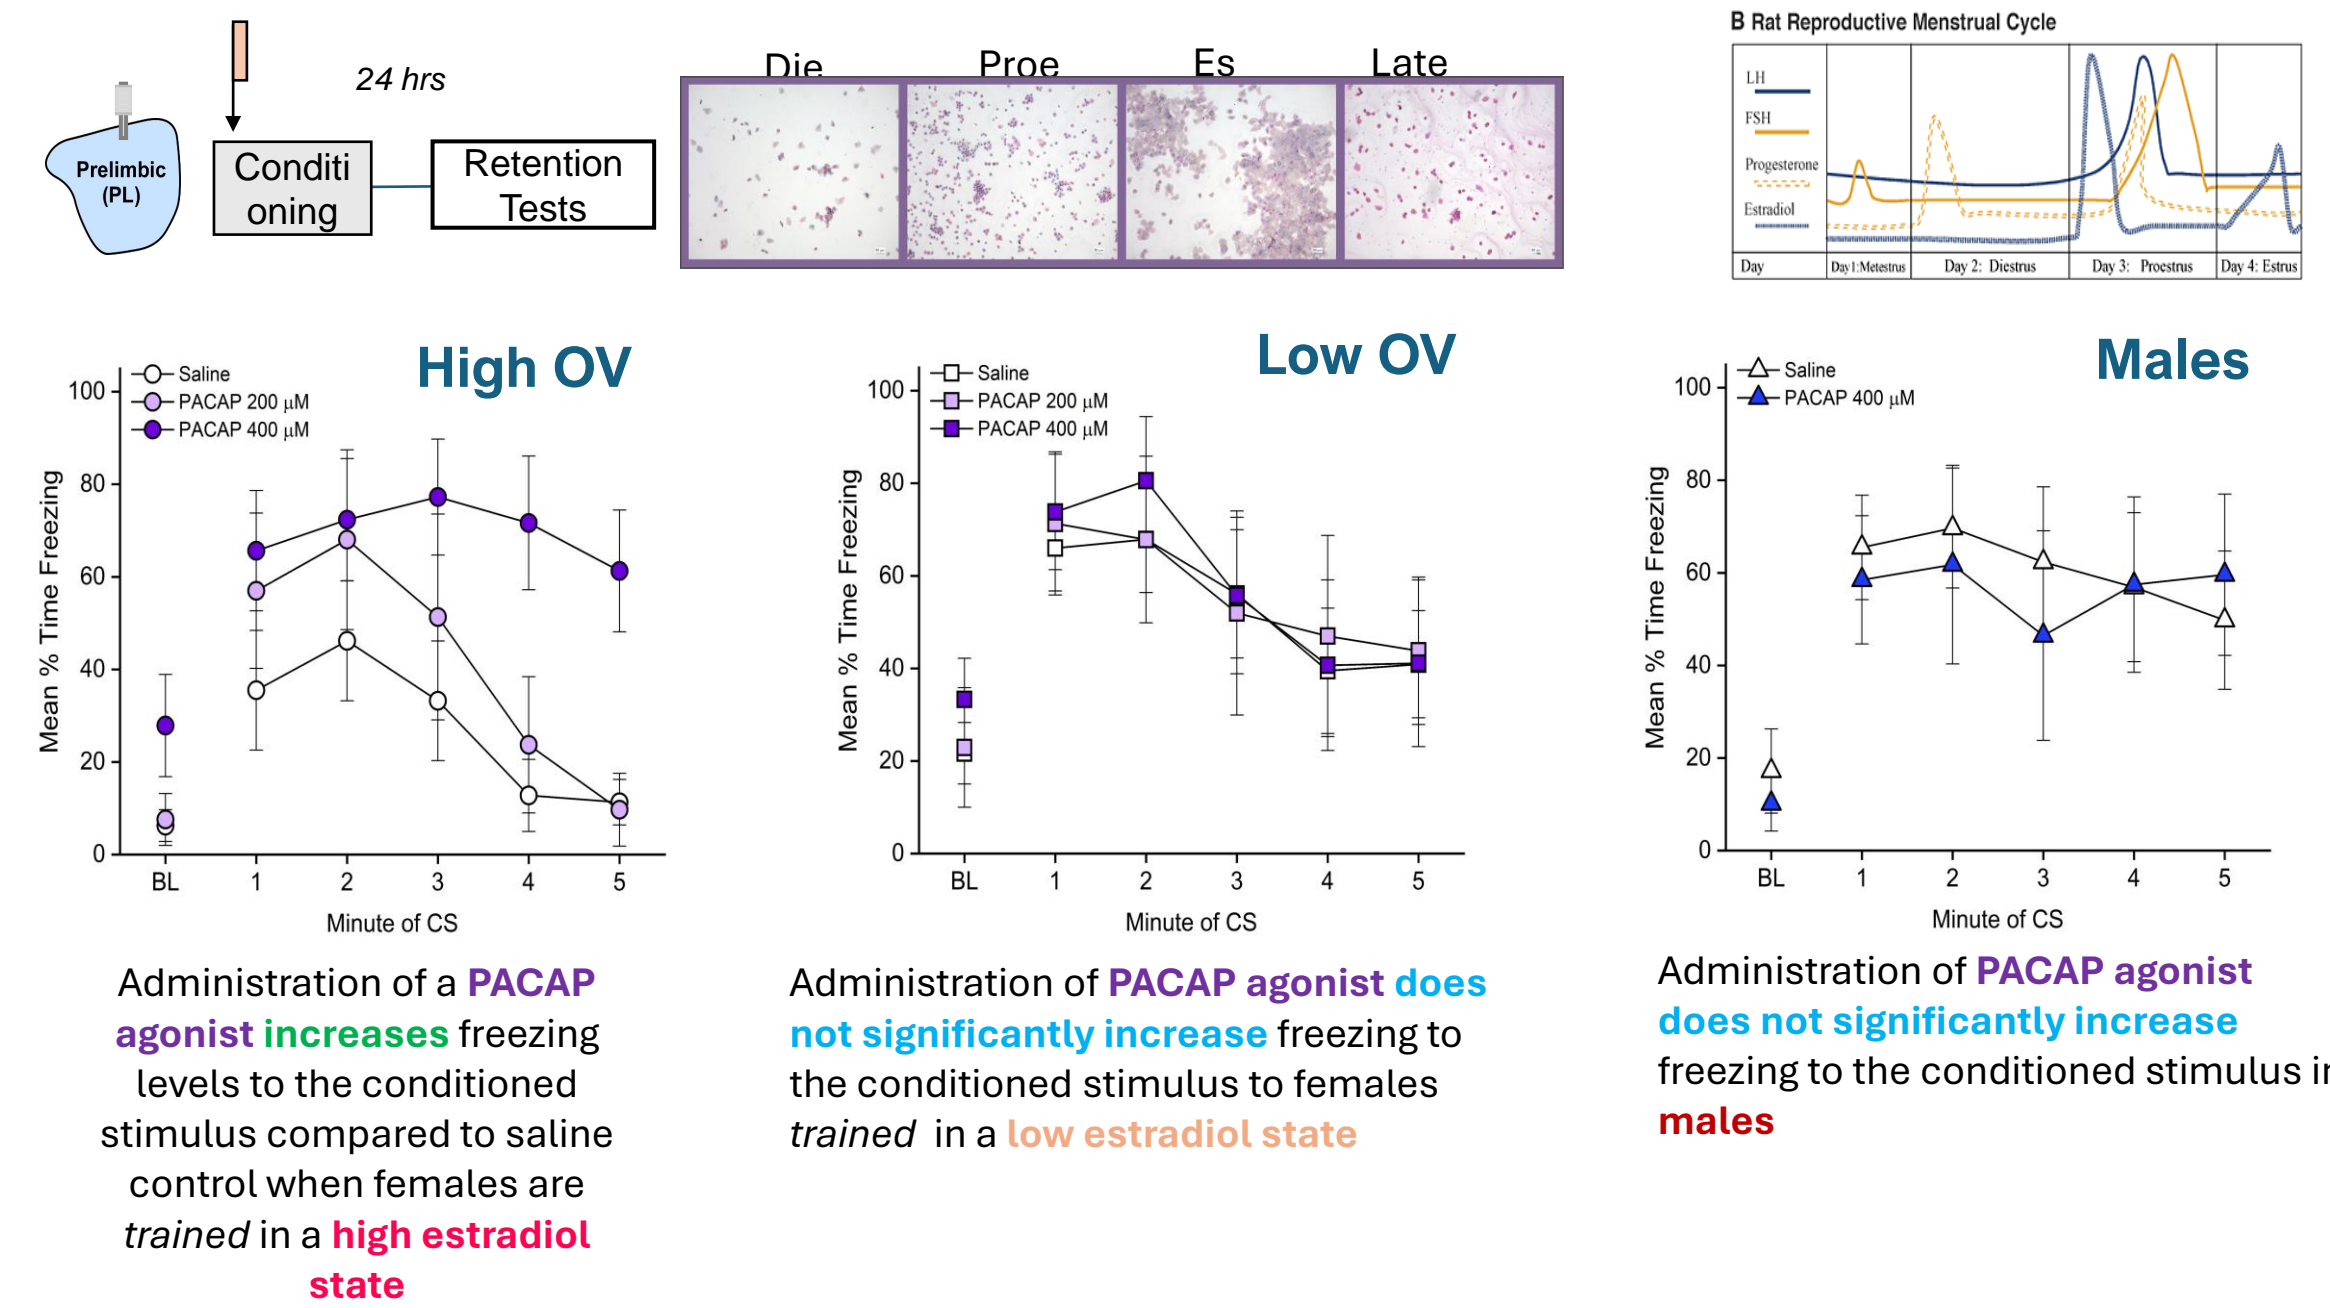 24 hrs
Prelimbic
(PL)
Conditi
oning
Retention
Tests
Die
Proe
Es
Late
B Rat Reproductive Menstrual Cycle
LH
FSH
Progesterone
Estradiol
Day
Day1:Metestrus
Day 2: Diestrus
Day 3: Proestrus
Day 4: Estrus
High OV
Saline
PACAP 200 μM
PACAP 400 μM
Mean % Time Freezing
100
80
60
40
20
0
BL
1
2
3
4
5
Minute of CS
Low OV
Saline
PACAP 200 μM
PACAP 400 μM
Mean % Time Freezing
100
80
60
40
20
0
BL
1
2
3
4
5
Minute of CS
Males
Saline
PACAP 400 μM
Mean % Time Freezing
100
80
60
40
20
0
BL
1
2
3
4
5
Minute of CS
Administration of a PACAP
agonist increases freezing
levels to the conditioned
stimulus compared to saline
control when females are
trained in a high estradiol
state
Administration of PACAP agonist does
not significantly increase freezing to
the conditioned stimulus to females
trained in a low estradiol state
Administration of PACAP agonist
does not significantly increase
freezing to the conditioned stimulus in
males